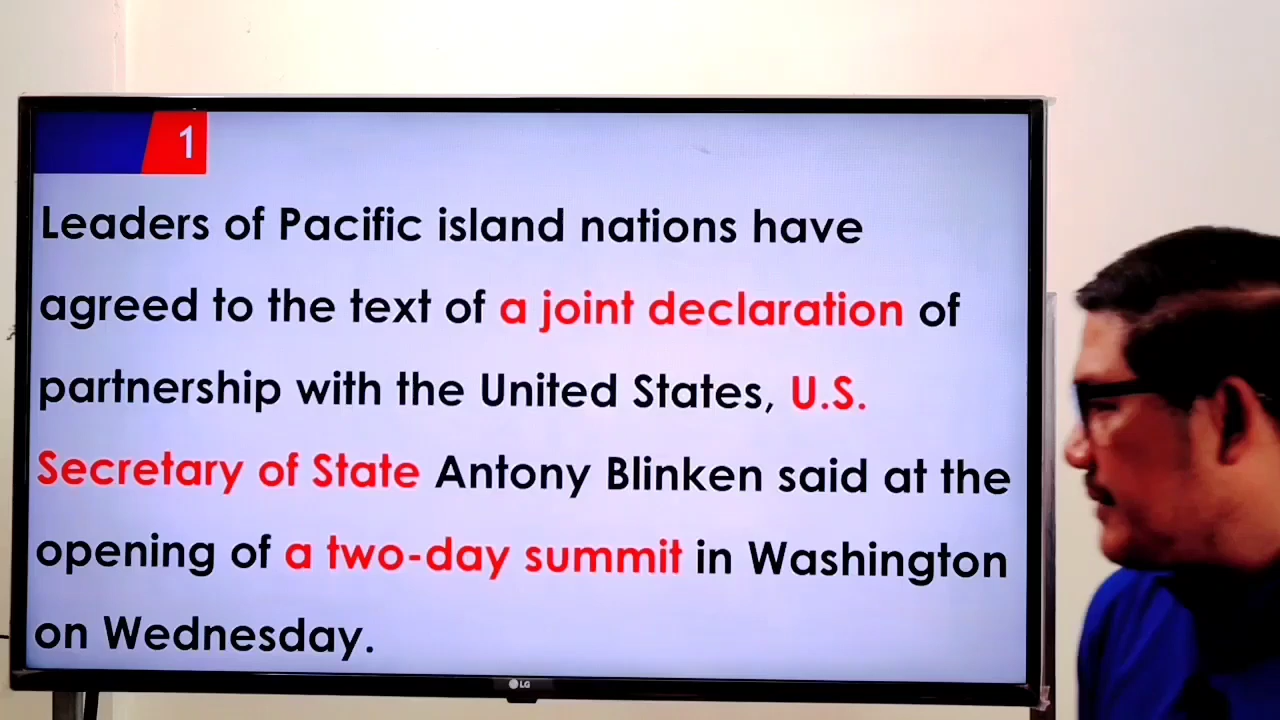 1
Leaders of Pacific island nations have
agreed to the text of a joint declaration of
partnership with the United States, U.S.
Secretary of State Antony Blinken said at the
opening of a two-day summit in Washington
on Wednesday.
LG